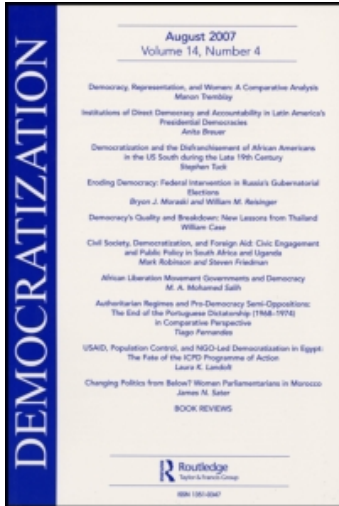 DEMOCRATIZATION
August 2007
Volume 14, Number 4
Democracy, Representation, and Women: A Comparative Analysis
Manon Tremblay
Institutions of Direct Democracy and Accountability in Latin America's
Presidential Democracies
Anita Breuer
Democratization and the Disfranchisement of African Americans
in the US South during the Late 19th Century
Stephen Tuck
Eroding Democracy: Federal Intervention in Russia's Gubernatorial
Elections
Bryon J. Moraski and William M. Reisinger
Democracy's Quality and Breakdown: New Lessons from Thailand
William Case
Civil Society, Democratization, and Foreign Aid: Civic Engagement
and Public Policy in South Africa and Uganda
Mark Robinson and Steven Friedman
African Liberation Movement Governments and Democracy
M. A. Mohamed Salih
Authoritarian Regimes and Pro-Democracy Semi-Oppositions:
The End of the Portuguese Dictatorship (1968–1974)
in Comparative Perspective
Tiago Fernandes
USAID, Population Control, and NGO-Led Democratization in Egypt:
The Fate of the ICPD Programme of Action
Laura K. Landolt
Changing Politics from Below? Women Parliamentarians in Morocco
James N. Sater
BOOK REVIEWS
R Routledge
Taylor & Francis Group
ISSN 1351-0347